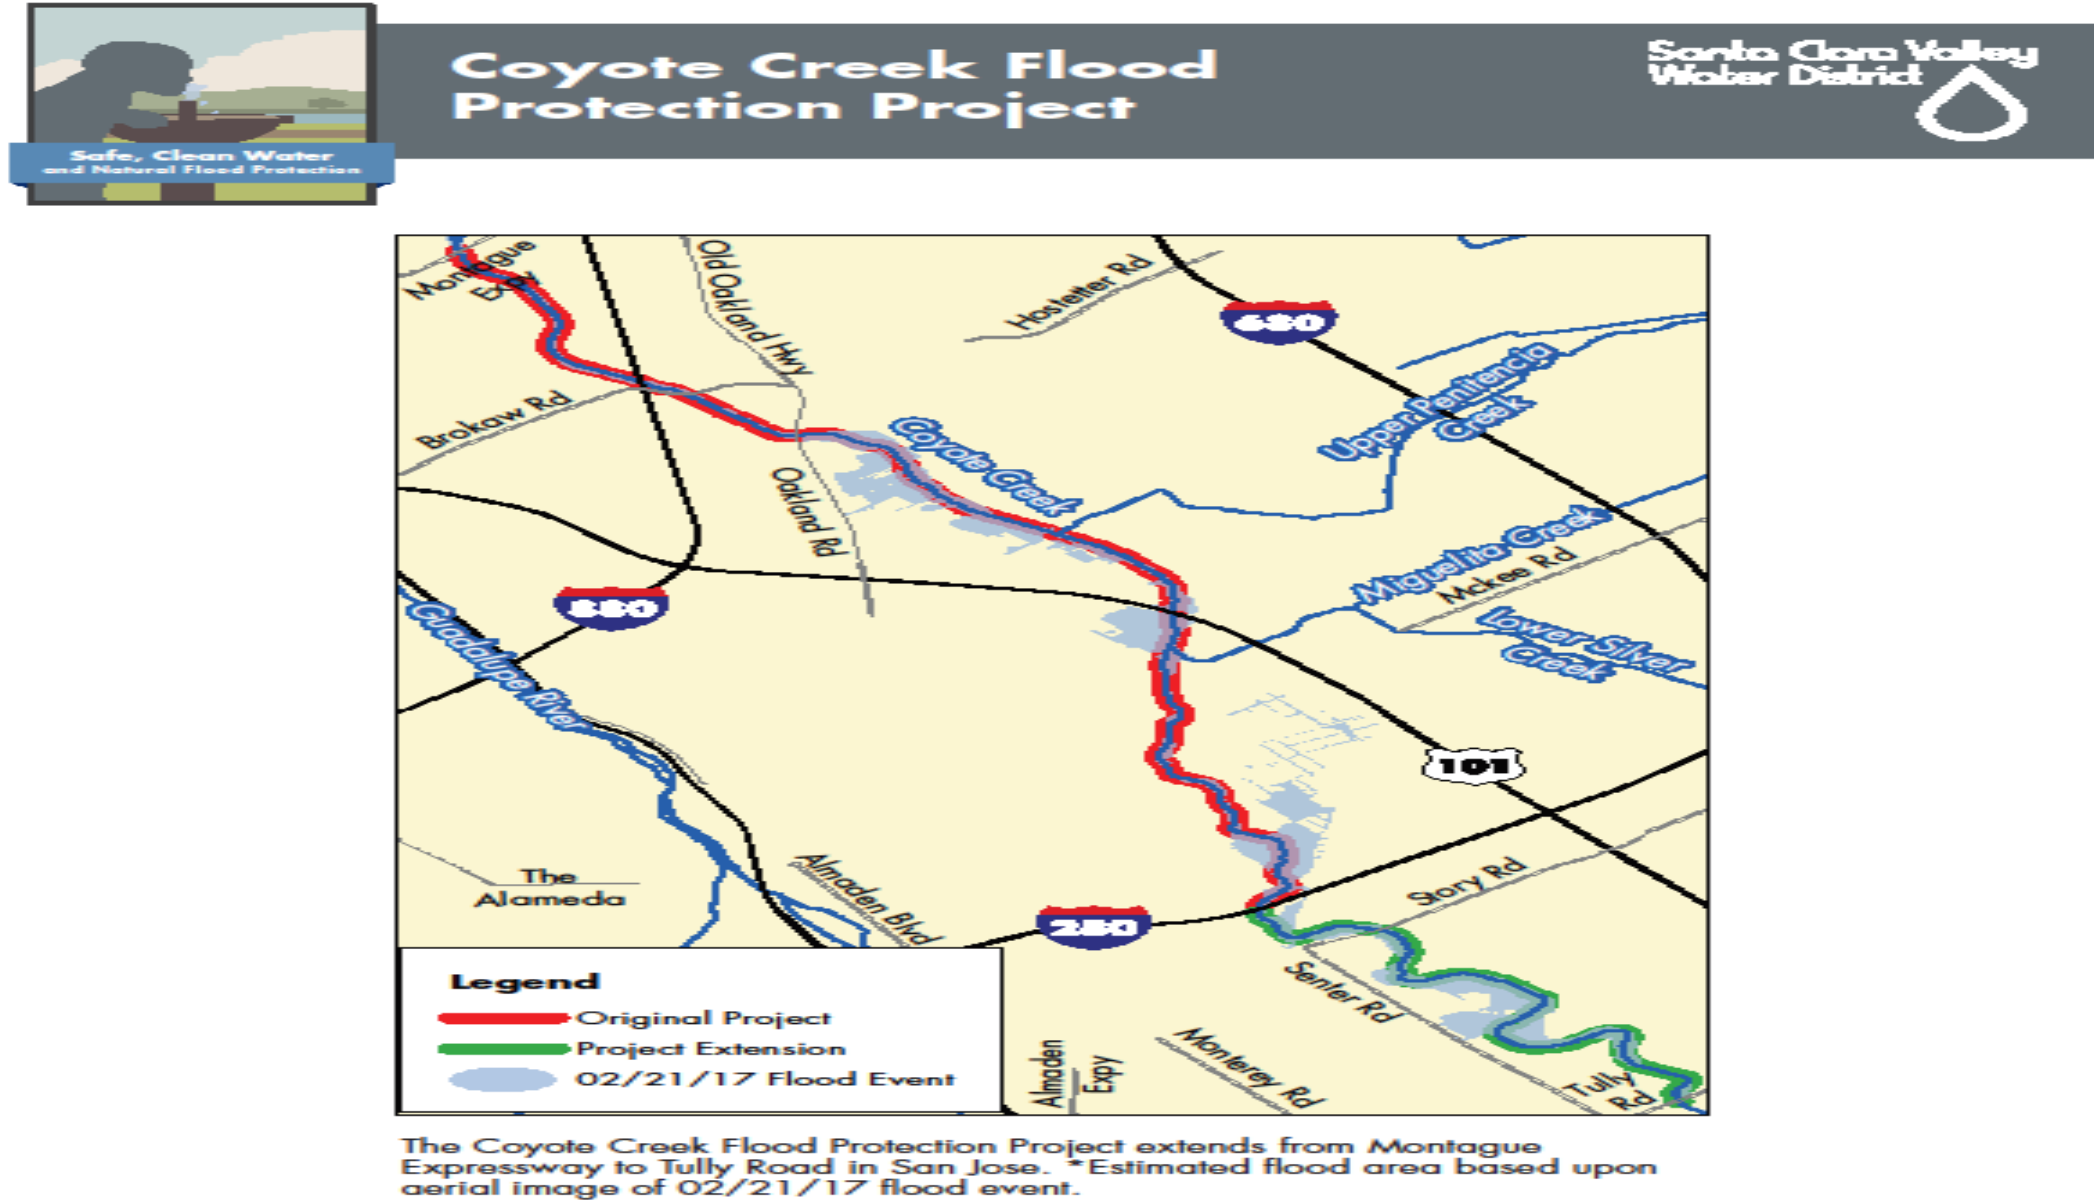 Coyote Creek Flood
Protection Project
Santa Clara Valley
Water District
Safe, Clean Water
and Natural Flood Protection
Montague
Expy
Old Oakland Hwy
Hostetter Rd
680
Upper Penitencia
Creek
Brokaw Rd
Coyote Creek
Oakland Rd
Miguelita Creek
Mckee Rd
880
Guadalupe River
Lower Silver
Creek
101
The
Alameda
Almaden Blvd
Story Rd
280
Senter Rd
Almaden
Expy
Monterey Rd
Tully
Rd
Legend
Original Project
Project Extension
02/21/17 Flood Event
The Coyote Creek Flood Protection Project extends from Montague
Expressway to Tully Road in San Jose. *Estimated flood area based upon
aerial image of 02/21/17 flood event.